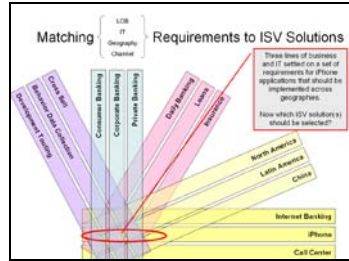 Matching
LOB
IT
Geography
Channel
Requirements to ISV Solutions
Three lines of business
and IT settled on a set of
requirements for iPhone
applications that should be
implemented across
geographies.
Now which ISV solution(s)
should be selected?
Development Tooling
Behavior Data Collection
Cross Sell
Consumer Banking
Corporate Banking
Private Banking
Daily Banking
Loans
Insurance
North America
Latin America
China
Internet Banking
iPhone
Call Center